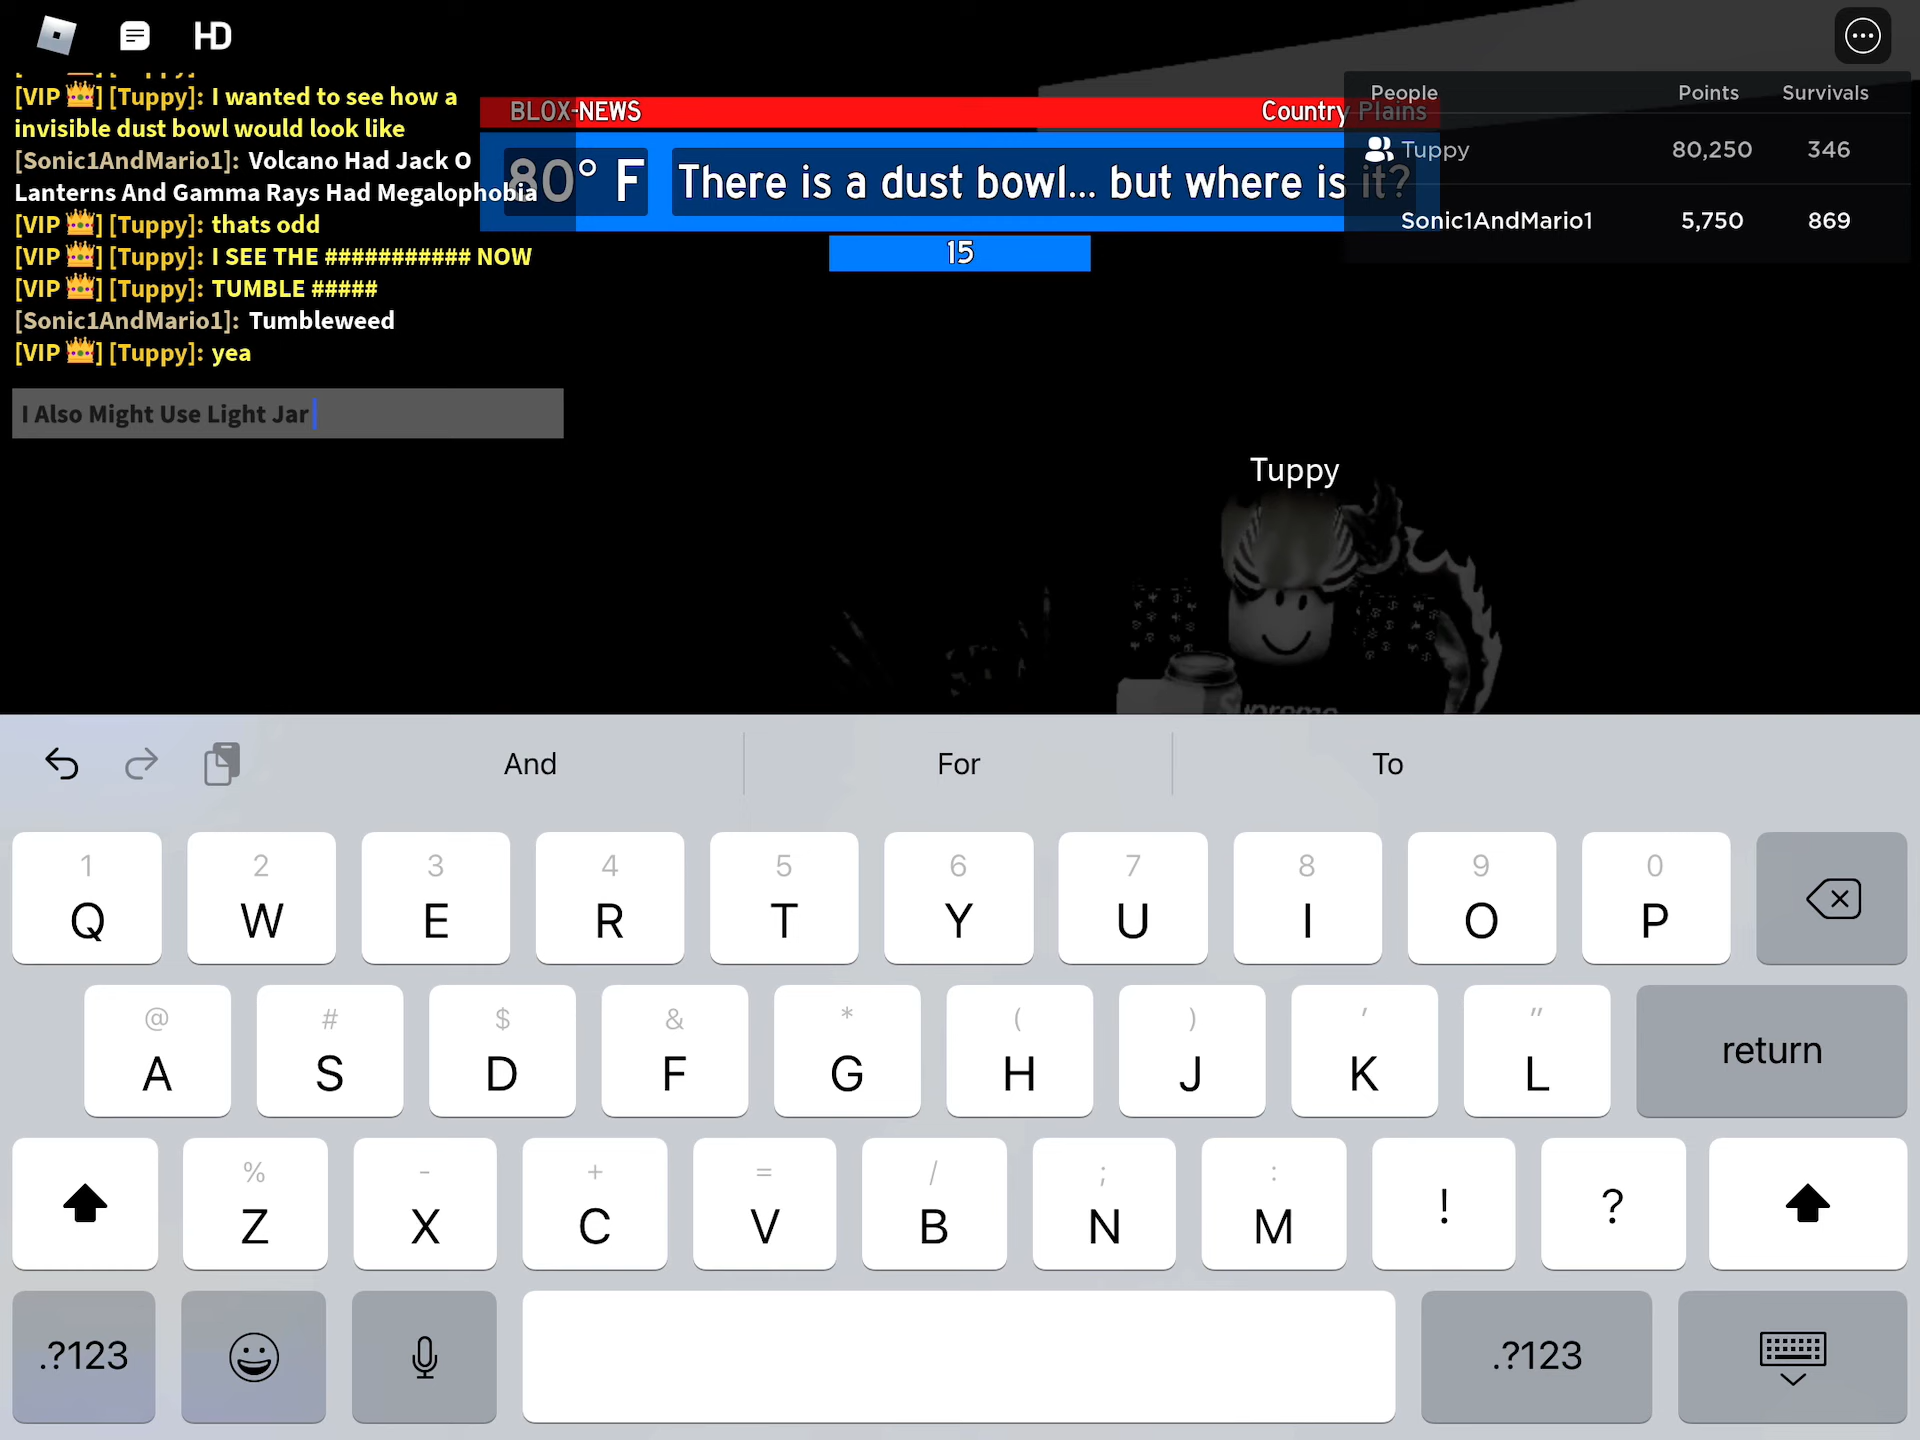 HD
[VIP 👑] [Tuppy]: I wanted to see how a
invisible dust bowl would look like
[Sonic1AndMario1]: Volcano Had Jack O
Lanterns And Gamma Rays Had Megalophobia
[VIP 👑] [Tuppy]: thats odd
[VIP 👑] [Tuppy]: I SEE THE ########### NOW
[VIP 👑] [Tuppy]: TUMBLE #####
[Sonic1AndMario1]: Tumbleweed
[VIP 👑] [Tuppy]: yea
I Also Might Use Light Jar
BLOX-NEWS Country Plains
80° F There is a dust bowl... but where is it?
15
People Points Survivals
Tuppy 80,250 346
Sonic1AndMario1 5,750 869
Tuppy
Supreme
And For To
1 2 3 4 5 6 7 8 9 0
Q W E R T Y U I O P
@ # $ & * ( ) ' "
A S D F G H J K L return
% - + = / ; :
Z X C V B N M ! ?
.?123 .?123